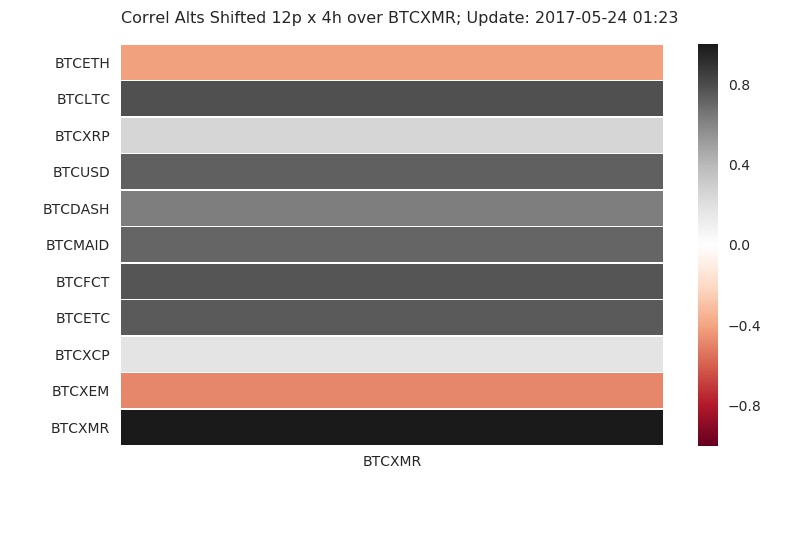 Correl Alts Shifted 12p x 4h over BTCXMR; Update: 2017-05-24 01:23
BTCETH
BTCLTC
BTCXRP
BTCUSD
BTCDASH
BTCMAID
BTCFCT
BTCETC
BTCXCP
BTCXEM
BTCXMR
BTCXMR
0.8
0.4
0.0
−0.4
−0.8